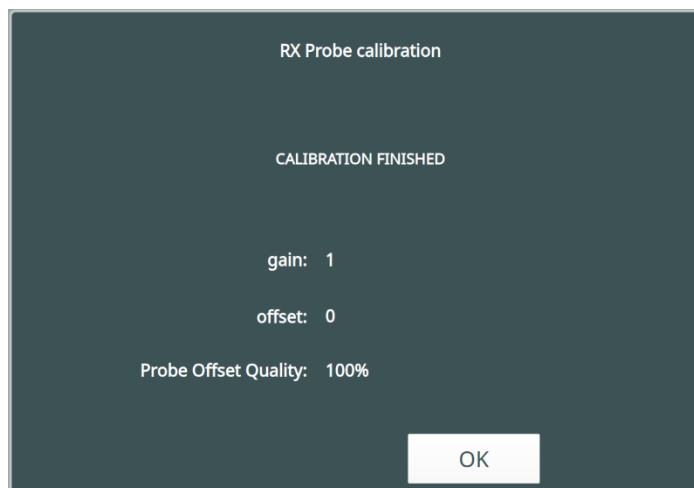 RX Probe calibration
CALIBRATION FINISHED
gain: 1
offset: 0
Probe Offset Quality: 100%
OK